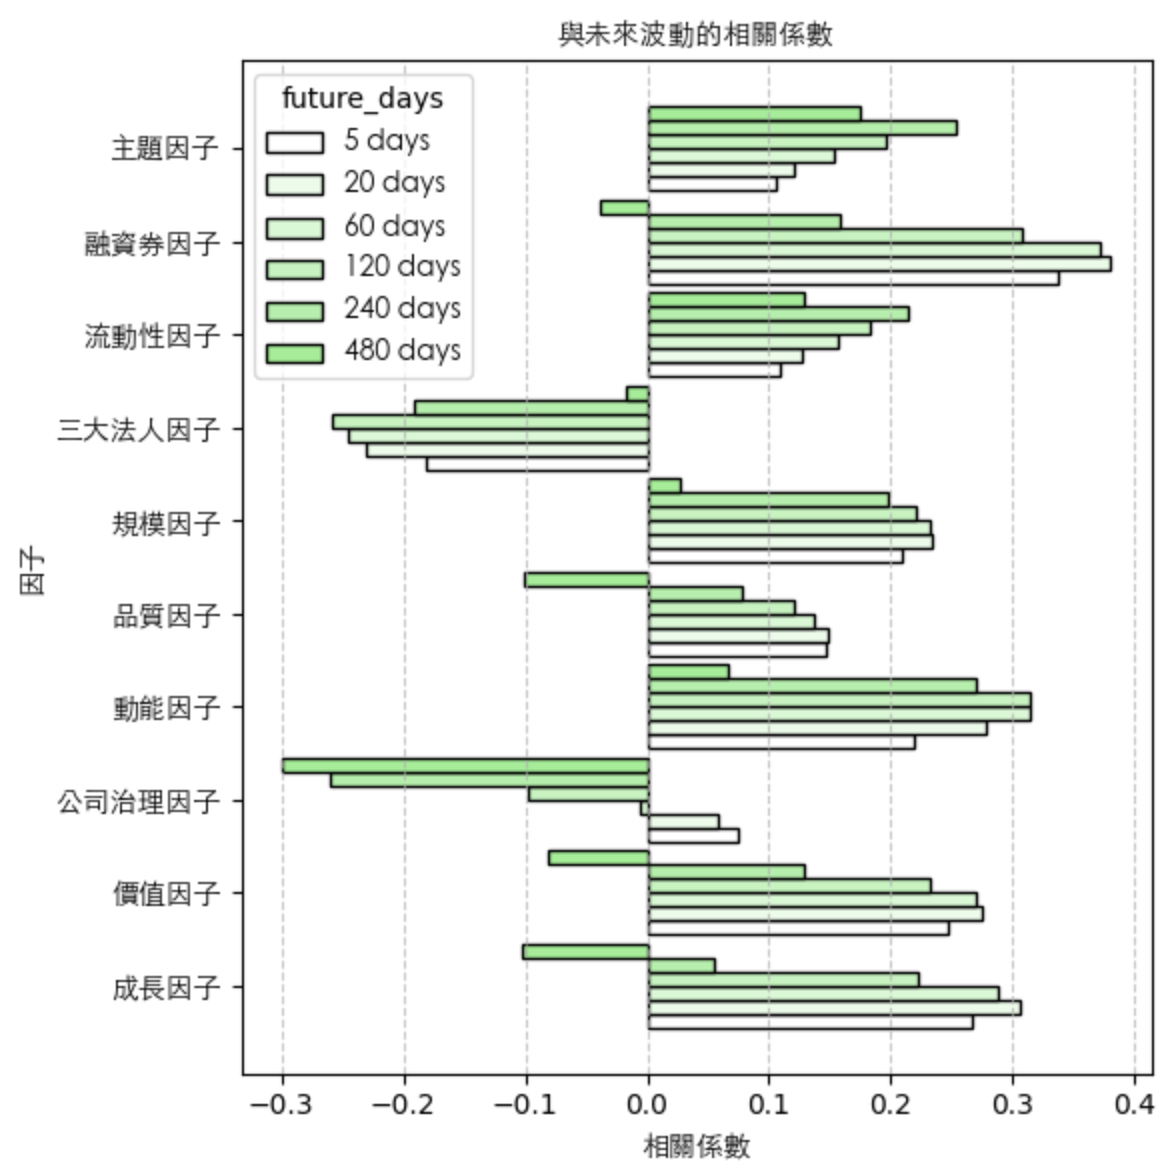 與未來波動的相關係數
future_days
5 days
20 days
60 days
120 days
240 days
480 days
主題因子
融資券因子
流動性因子
三大法人因子
規模因子
品質因子
動能因子
公司治理因子
價值因子
成長因子
因子
−0.3 −0.2 −0.1 0.0 0.1 0.2 0.3 0.4
相關係數